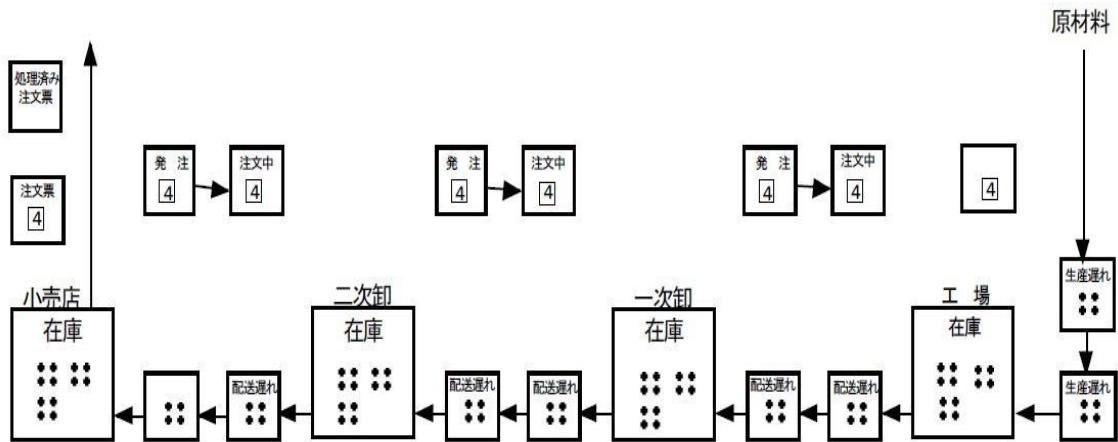 原材料
処理済み
注文票
発 注
4
注文中
4
発 注
4
注文中
4
発 注
4
注文中
4
4
注文票
4
生産遅れ
小売店
在庫
二次卸
在庫
一次卸
在庫
工 場
在庫
配送遅れ
配送遅れ
配送遅れ
配送遅れ
配送遅れ
生産遅れ